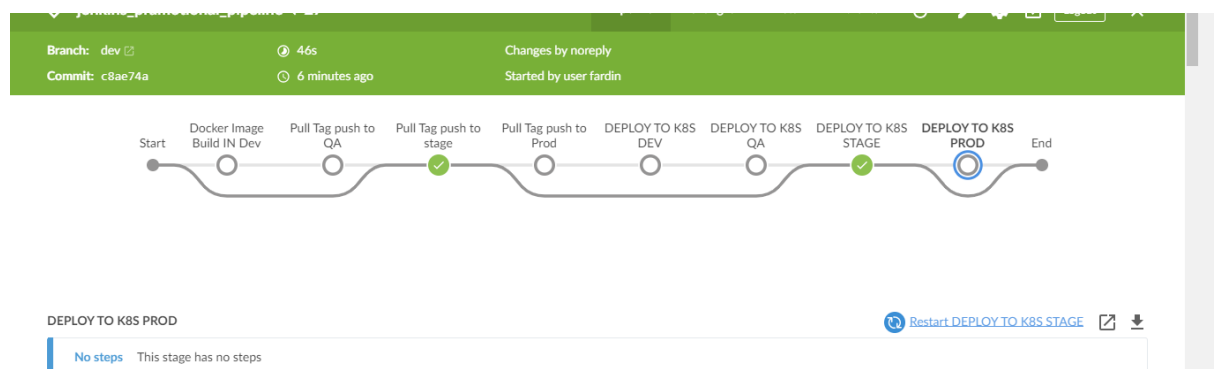 Branch: dev
46s
Changes by noreply
Commit: c8ae74a
6 minutes ago
Started by user fardin
Start
Docker Image
Build IN Dev
Pull Tag push to
QA
Pull Tag push to
stage
Pull Tag push to
Prod
DEPLOY TO K8S
DEV
DEPLOY TO K8S
QA
DEPLOY TO K8S
STAGE
DEPLOY TO K8S
PROD
End
DEPLOY TO K8S PROD
Restart DEPLOY TO K8S STAGE
No steps This stage has no steps